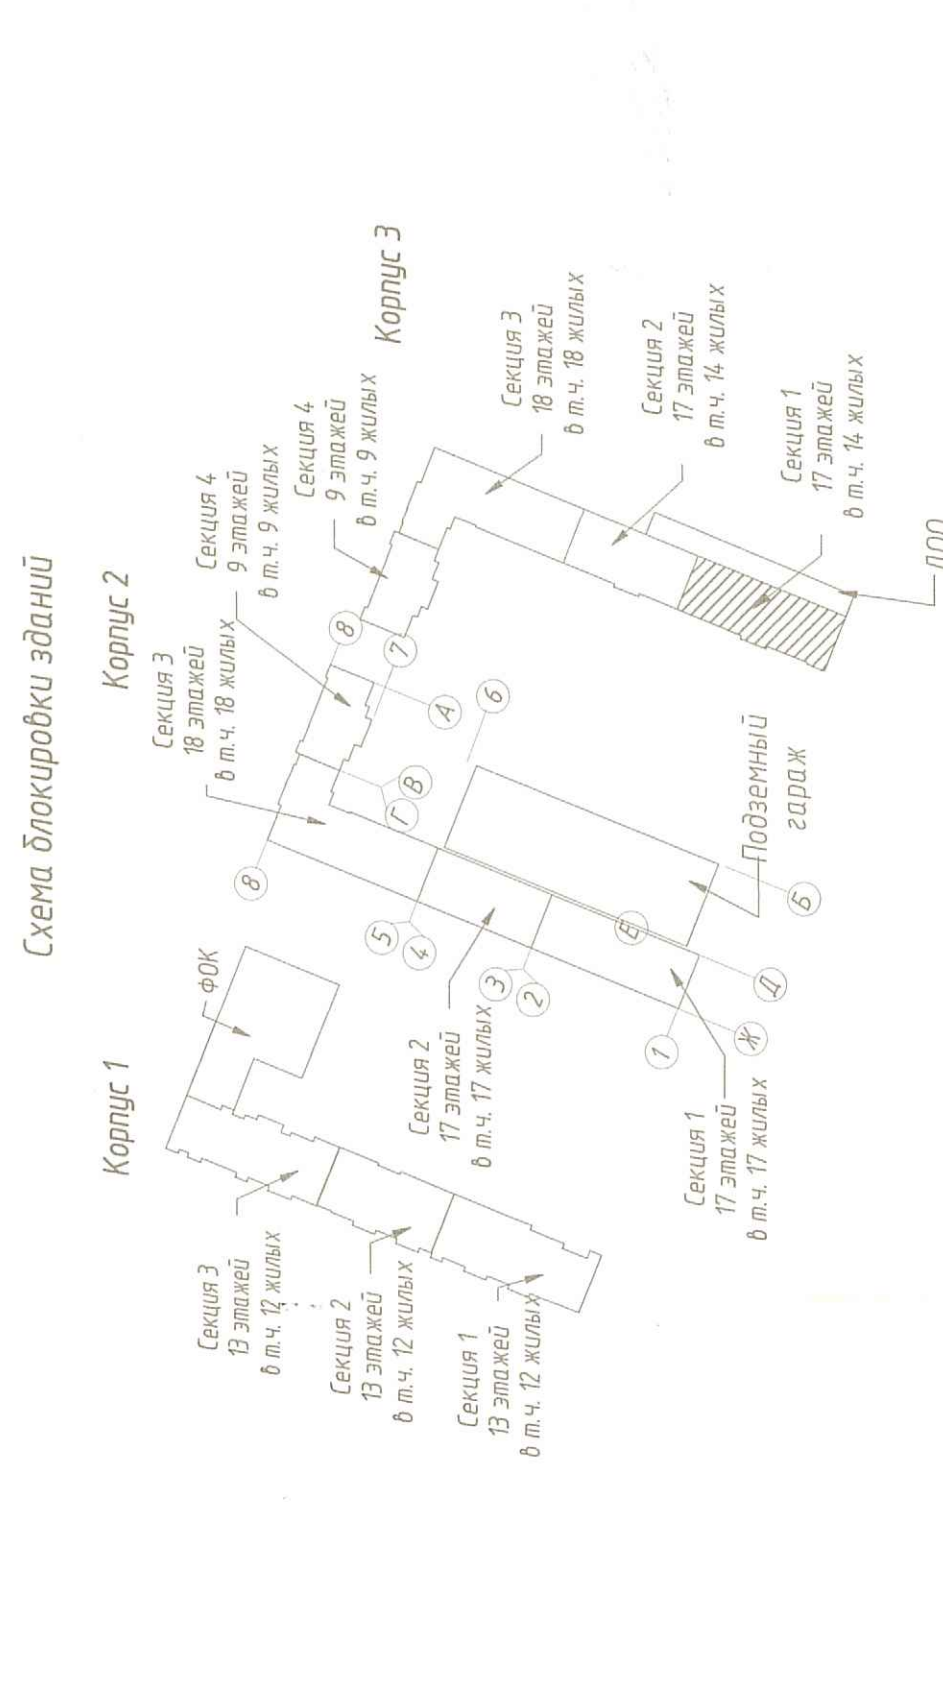 Схема блокировки зданий
Корпус 1
Корпус 2
Корпус 3
ФОК
Секция 3
13 этажей
в т.ч. 12 жилых
Секция 2
13 этажей
в т.ч. 12 жилых
Секция 1
13 этажей
в т.ч. 12 жилых
Секция 3
18 этажей
в т.ч. 18 жилых
Секция 4
9 этажей
в т.ч. 9 жилых
Секция 2
17 этажей
в т.ч. 17 жилых
Секция 1
17 этажей
в т.ч. 17 жилых
Подземный
гараж
Секция 4
9 этажей
в т.ч. 9 жилых
Секция 3
18 этажей
в т.ч. 18 жилых
Секция 2
17 этажей
в т.ч. 14 жилых
Секция 1
17 этажей
в т.ч. 14 жилых
8
8
7
6
5
4
3
2
1
А
В
Г
Е
Б
Д
Ж